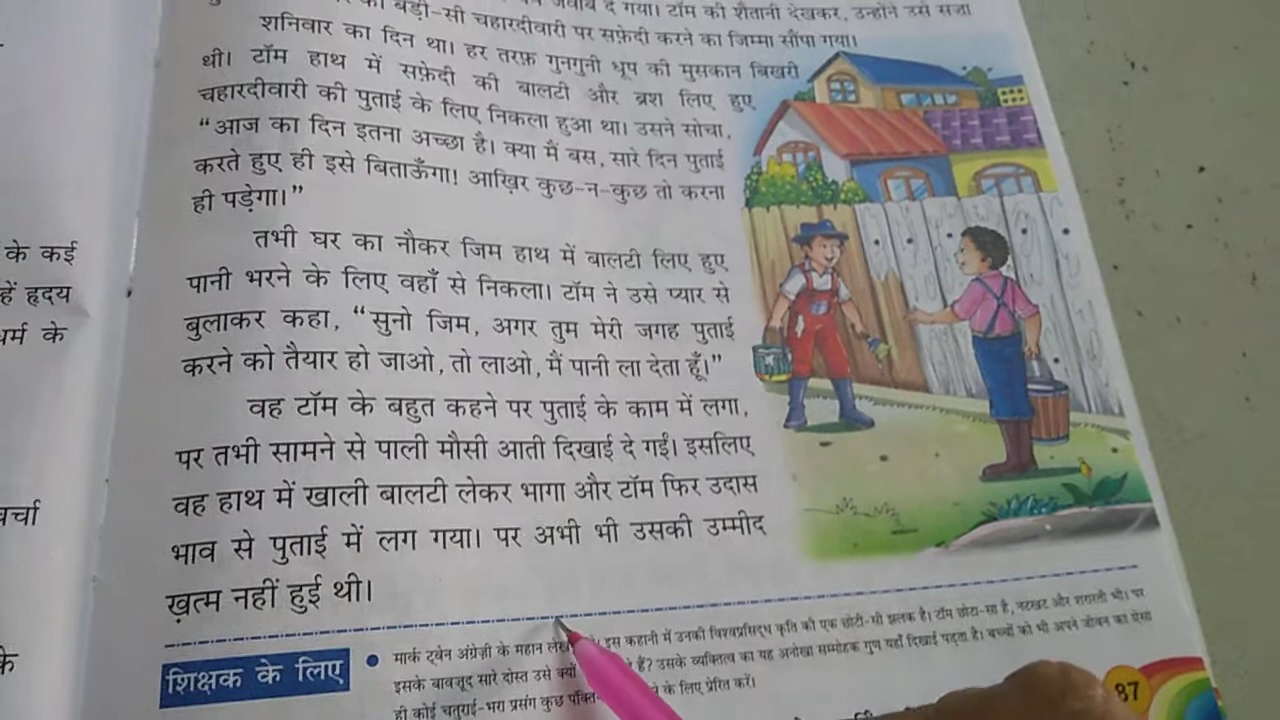 की बड़ी-सी चहारदीवारी पर सफ़ेदी करने का जिम्मा सौंपा गया।
जवाब दे गया। टॉम की शैतानी देखकर, उन्होंने उसे सज़ा
शनिवार का दिन था। हर तरफ़ गुनगुनी धूप की मुसकान बिखरी
थी। टॉम हाथ में सफ़ेदी की बालटी और ब्रश लिए हुए
चहारदीवारी की पुताई के लिए निकला हुआ था। उसने सोचा,
“आज का दिन इतना अच्छा है। क्या मैं बस, सारे दिन पुताई
करते हुए ही इसे बिताऊँगा! आख़िर कुछ-न-कुछ तो करना
ही पड़ेगा।”
तभी घर का नौकर जिम हाथ में बालटी लिए हुए
पानी भरने के लिए वहाँ से निकला। टॉम ने उसे प्यार से
बुलाकर कहा, “सुनो जिम, अगर तुम मेरी जगह पुताई
करने को तैयार हो जाओ, तो लाओ, मैं पानी ला देता हूँ।”
वह टॉम के बहुत कहने पर पुताई के काम में लगा,
पर तभी सामने से पाली मौसी आती दिखाई दे गईं। इसलिए
वह हाथ में खाली बालटी लेकर भागा और टॉम फिर उदास
भाव से पुताई में लग गया। पर अभी भी उसकी उम्मीद
ख़त्म नहीं हुई थी।
शिक्षक के लिए
मार्क ट्वेन अंग्रेज़ी के महान इस कहानी में उनकी विश्वप्रसिद्ध कृति की एक छोटी-सी झलक है। टॉम छोटा-सा है, नटखट और शरारती भी। पर
इसके बावजूद सारे दोस्त उसे क्यों हैं? उसके व्यक्तित्व का यह अनोखा सम्मोहक गुण यहाँ दिखाई पड़ता है। बच्चों को भी अपने जीवन का ऐसा
ही कोई चतुराई-भरा प्रसंग कुछ के लिए प्रेरित करें।
87
के कई
हृदय
के